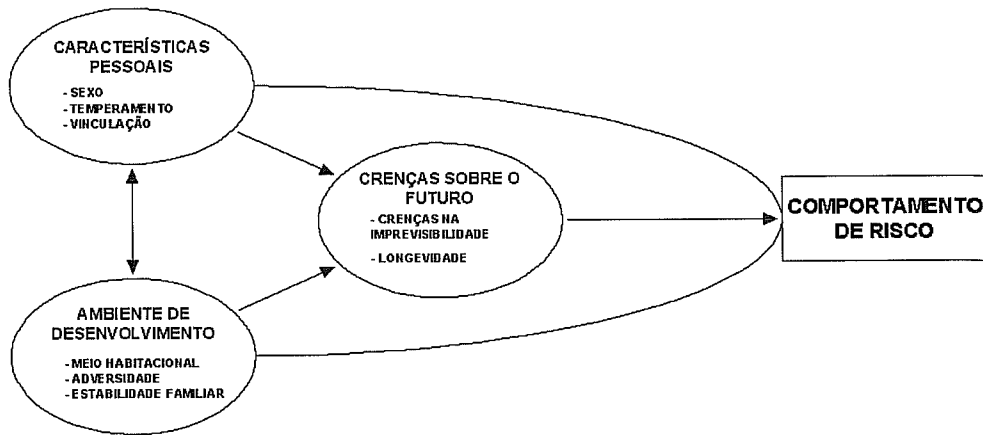 CARACTERÍSTICAS
PESSOAIS
- SEXO
- TEMPERAMENTO
- VINCULAÇÃO
CRENÇAS SOBRE O
FUTURO
- CRENÇAS NA
IMPREVISIBILIDADE
- LONGEVIDADE
COMPORTAMENTO
DE RISCO
AMBIENTE DE
DESENVOLVIMENTO
- MEIO HABITACIONAL
- ADVERSIDADE
- ESTABILIDADE FAMILIAR